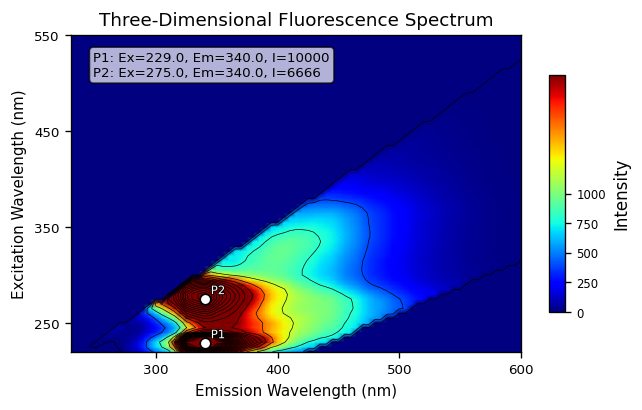 Three-Dimensional Fluorescence Spectrum
P1: Ex=229.0, Em=340.0, I=10000
P2: Ex=275.0, Em=340.0, I=6666
550
450
350
250
Excitation Wavelength (nm)
P2
P1
300
400
500
600
Emission Wavelength (nm)
1000
750
500
250
0
Intensity